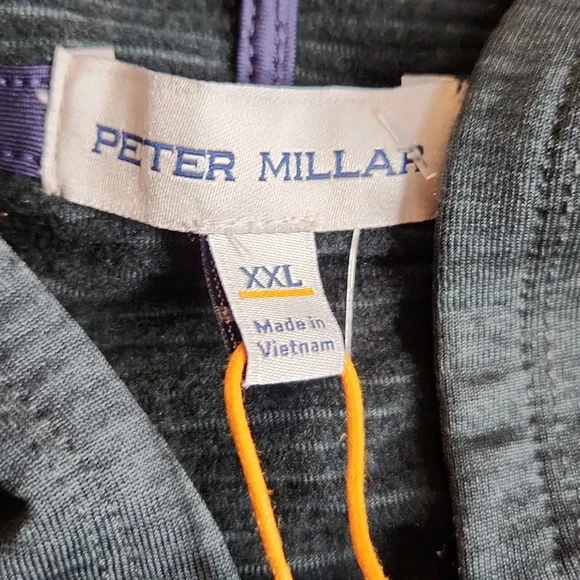 PETER MILLAR
XXL
Made in
Vietnam